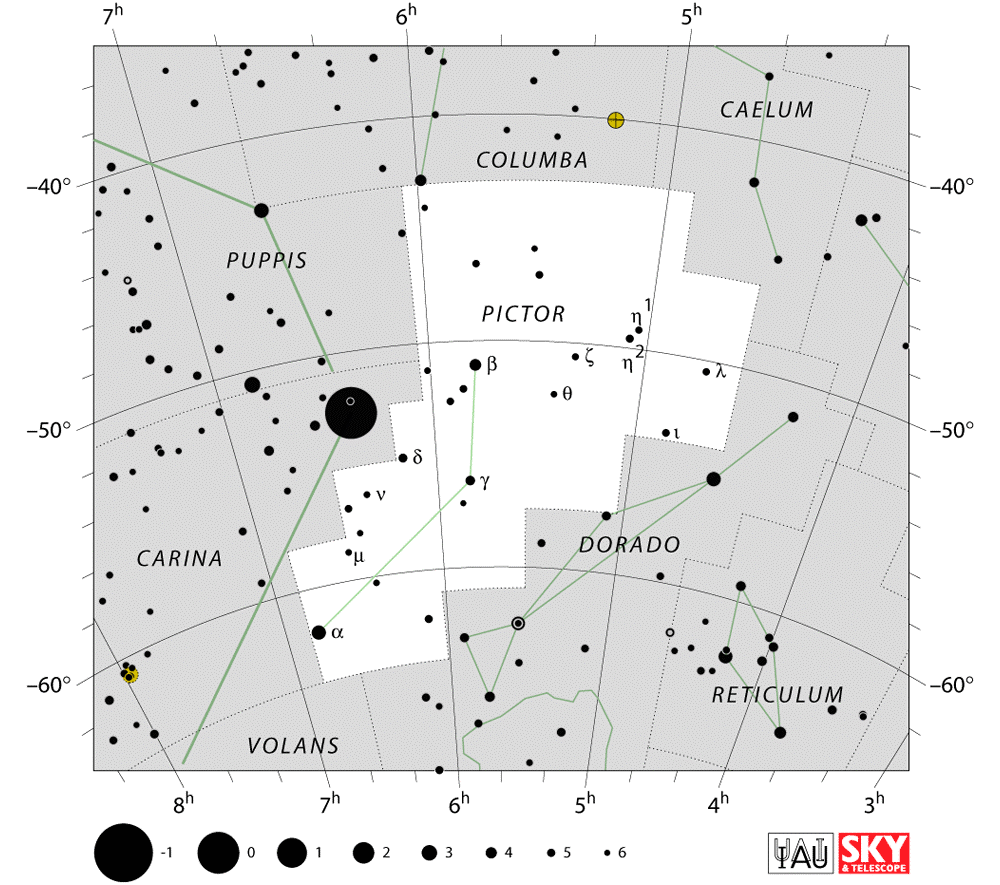 7h 6h 5h
CAELUM
–40° COLUMBA –40°
PUPPIS
PICTOR
η1
η2
β ζ λ
θ
–50° ι –50°
δ
γ
ν
CARINA μ DORADO
α
–60° RETICULUM –60°
VOLANS
8h 7h 6h 5h 4h 3h
-1 0 1 2 3 4 5 6
IAU UAI
SKY
& TELESCOPE